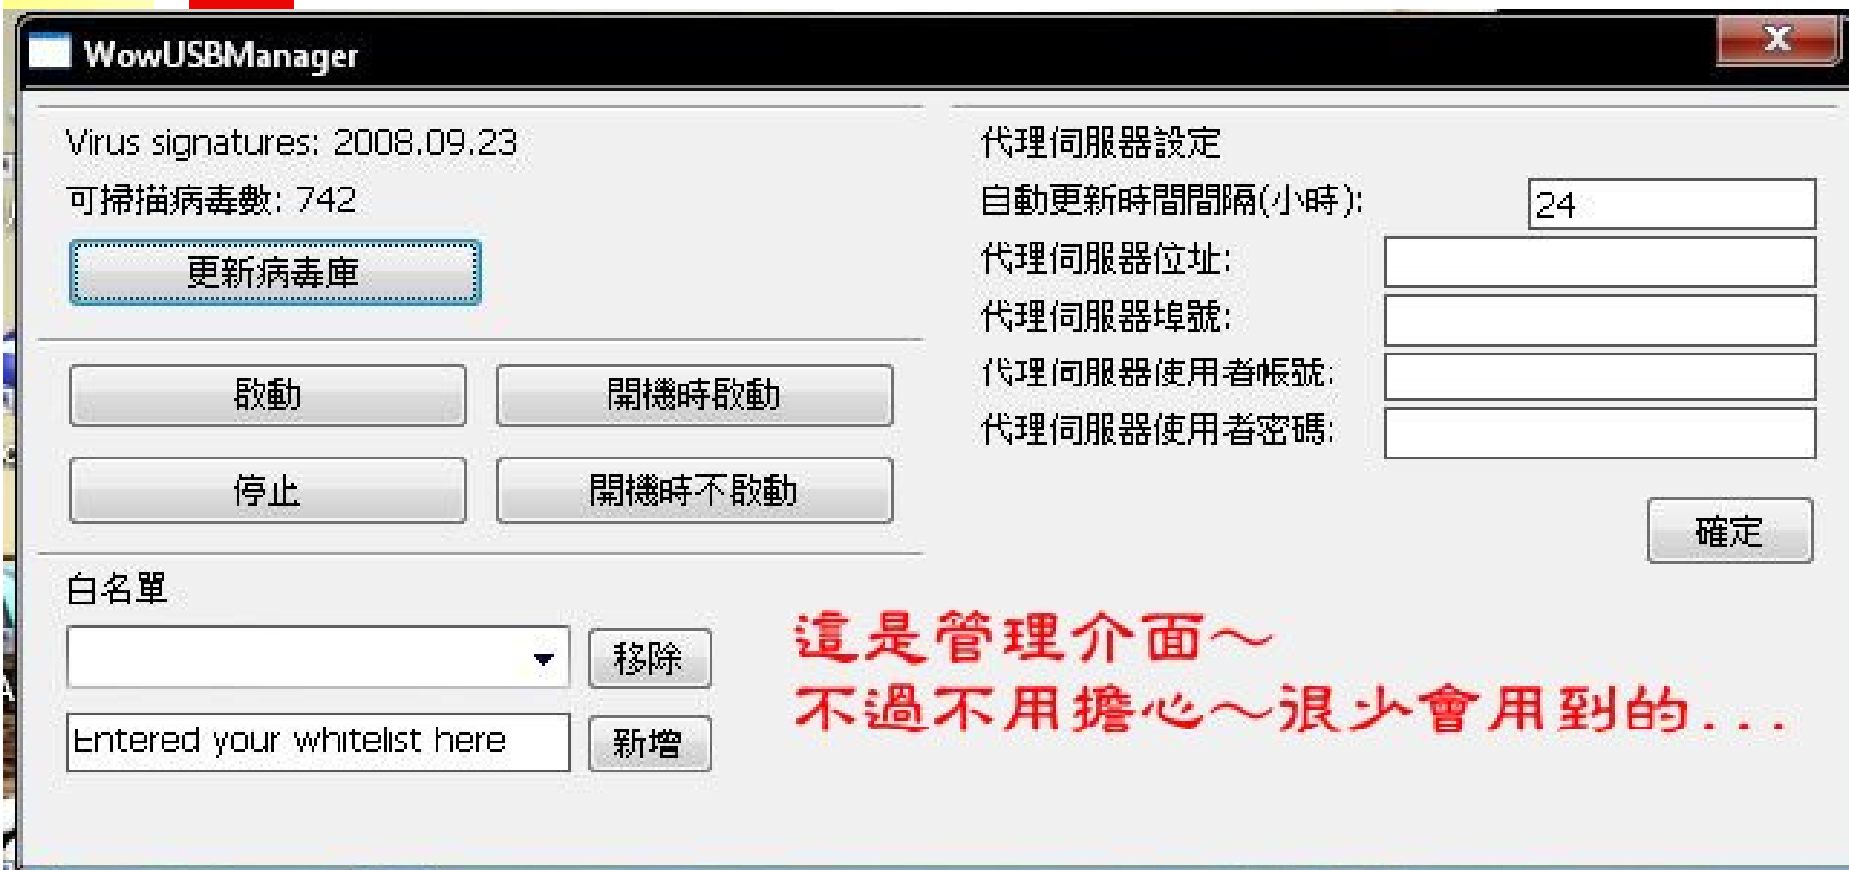 WowUSBManager
Virus signatures: 2008.09.23
可掃描病毒數: 742
更新病毒庫
啟動
開機時啟動
停止
開機時不啟動
白名單
移除
Entered your whitelist here
新增
代理伺服器設定
自動更新時間間隔(小時): 24
代理伺服器位址:
代理伺服器埠號:
代理伺服器使用者帳號:
代理伺服器使用者密碼:
確定
這是管理介面～
不過不用擔心～很少會用到的...